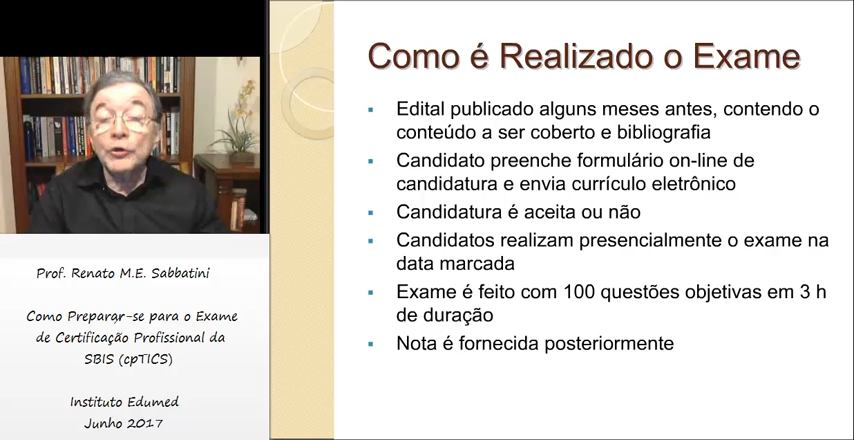 Como é Realizado o Exame
Edital publicado alguns meses antes, contendo o
conteúdo a ser coberto e bibliografia
Candidato preenche formulário on-line de
candidatura e envia currículo eletrônico
Candidatura é aceita ou não
Candidatos realizam presencialmente o exame na
data marcada
Exame é feito com 100 questões objetivas em 3 h
de duração
Nota é fornecida posteriormente
Prof. Renato M.E. Sabbatini
Como Preparar-se para o Exame
de Certificação Profissional da
SBIS (cpTICS)
Instituto Edumed
Junho 2017